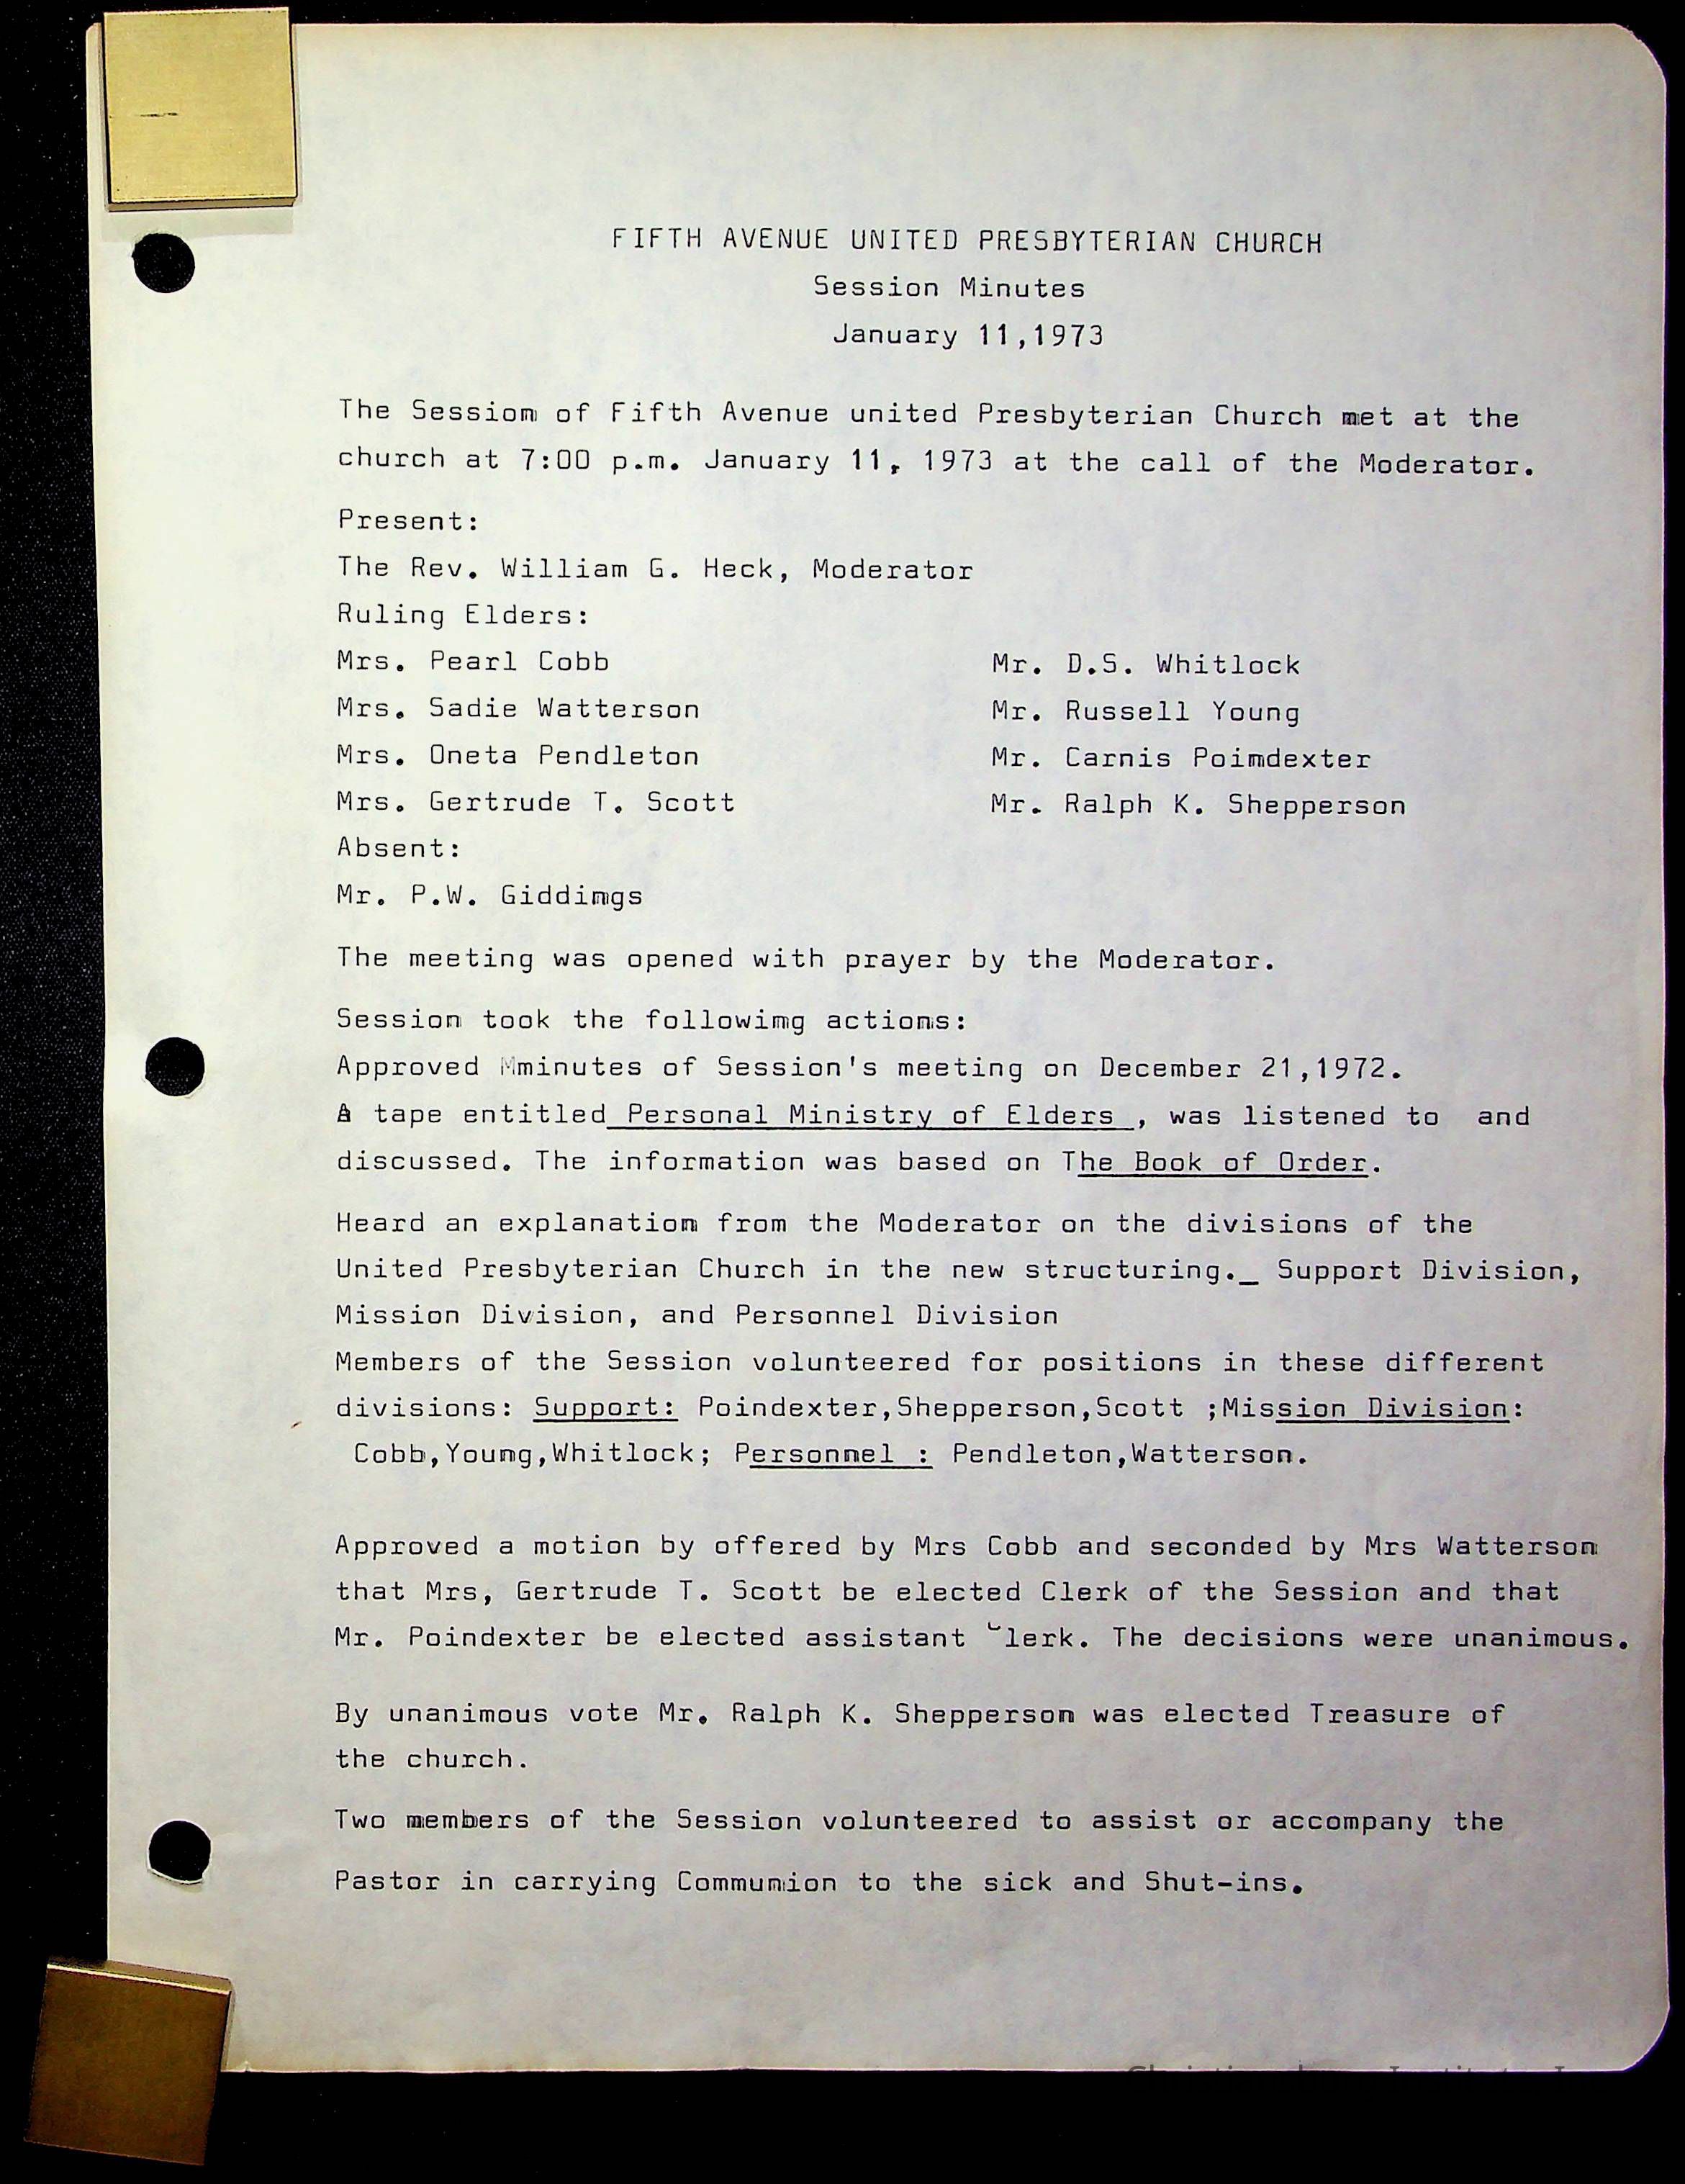 FIFTH AVENUE UNITED PRESBYTERIAN CHURCH
Session Minutes
January 11,1973
The Session of Fifth Avenue united Presbyterian Church met at the
church at 7:00 p.m. January 11, 1973 at the call of the Moderator.
Present:
The Rev. William G. Heck, Moderator
Ruling Elders:
Mrs. Pearl Cobb Mr. D.S. Whitlock
Mrs. Sadie Watterson Mr. Russell Young
Mrs. Oneta Pendleton Mr. Carnis Poimdexter
Mrs. Gertrude T. Scott Mr. Ralph K. Shepperson
Absent:
Mr. P.W. Giddings
The meeting was opened with prayer by the Moderator.
Session took the followimg actions:
Approved Mminutes of Session's meeting on December 21,1972.
A tape entitled Personal Ministry of Elders , was listened to and
discussed. The information was based on The Book of Order.
Heard an explanation from the Moderator on the divisions of the
United Presbyterian Church in the new structuring._ Support Division,
Mission Division, and Personnel Division
Members of the Session volunteered for positions in these different
divisions: Support: Poindexter,Shepperson,Scott ;Mission Division:
Cobb,Young,Whitlock; Personnel : Pendleton,Watterson.
Approved a motion by offered by Mrs Cobb and seconded by Mrs Watterson
that Mrs, Gertrude T. Scott be elected Clerk of the Session and that
Mr. Poindexter be elected assistant Clerk. The decisions were unanimous.
By unanimous vote Mr. Ralph K. Shepperson was elected Treasure of
the church.
Two members of the Session volunteered to assist or accompany the
Pastor in carrying Communion to the sick and Shut-ins.